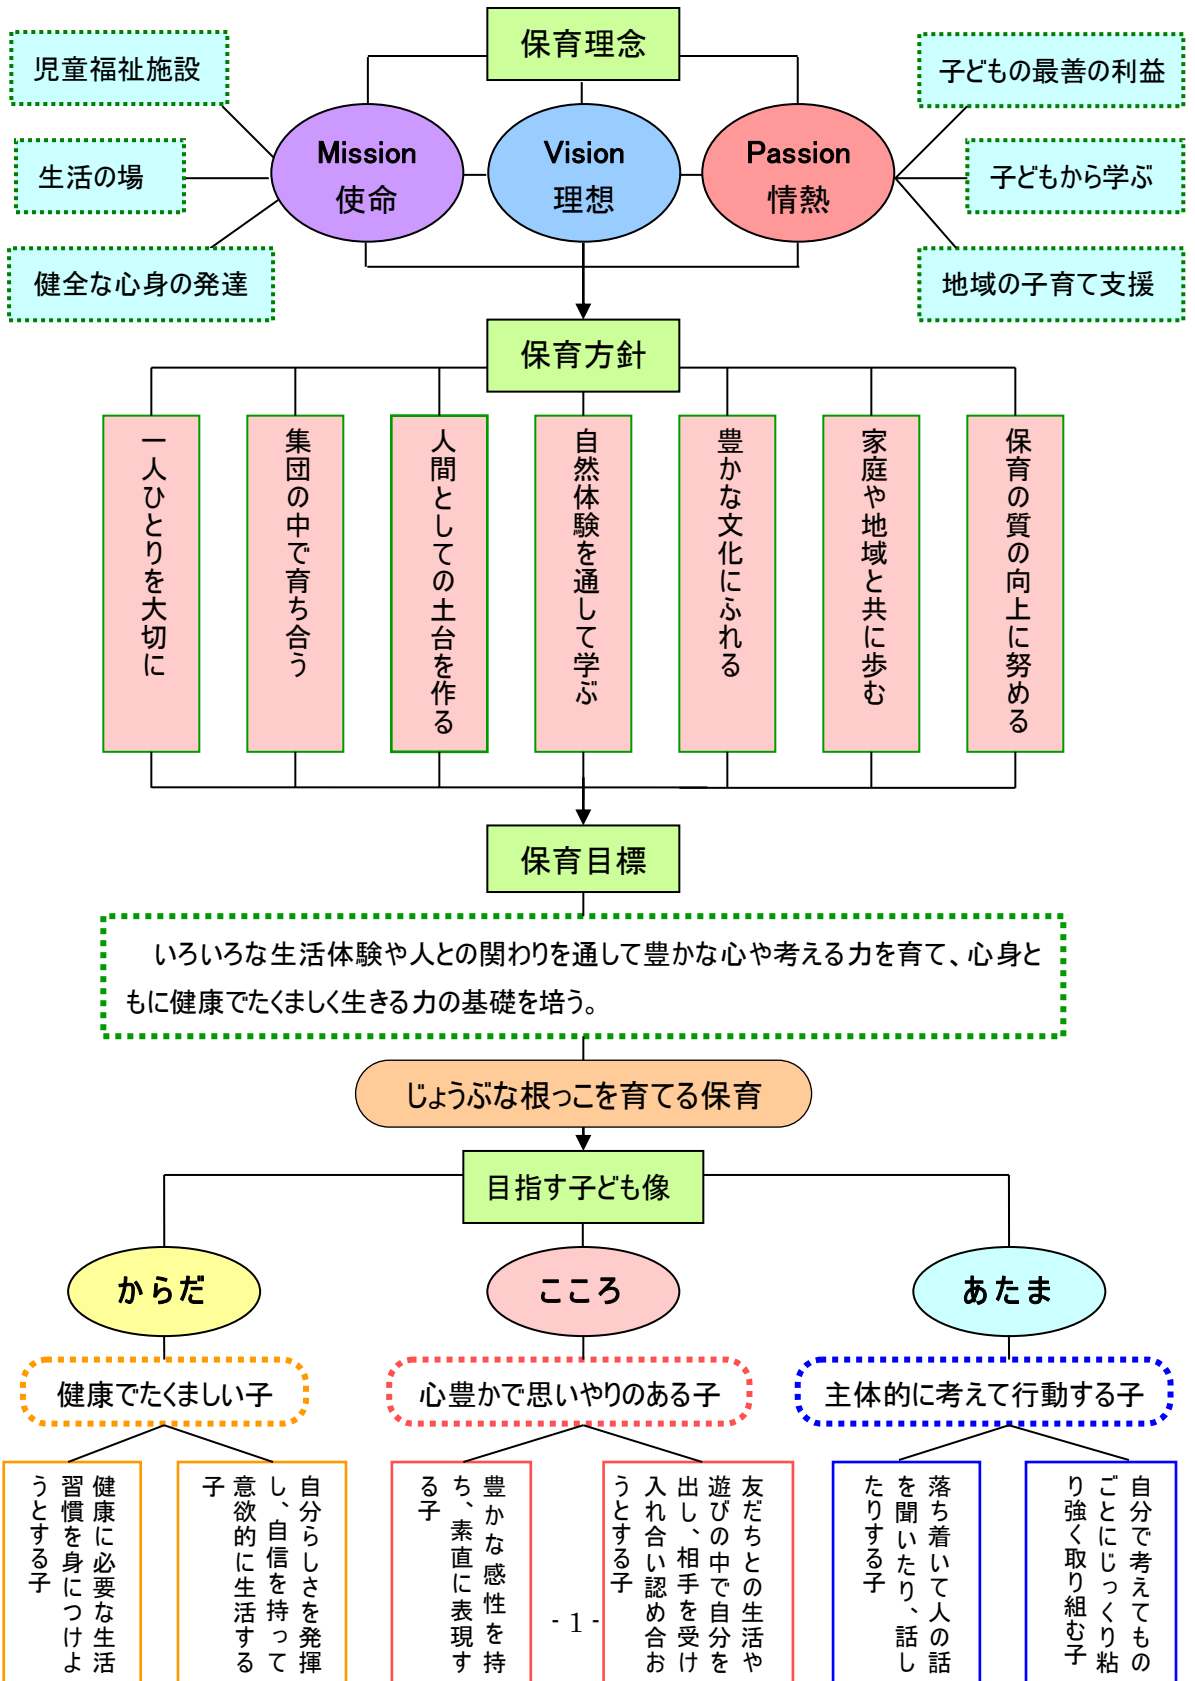 保育理念
児童福祉施設
生活の場
健全な心身の発達
Mission
使命
Vision
理想
Passion
情熱
子どもの最善の利益
子どもから学ぶ
地域の子育て支援
保育方針
一人ひとりを大切に
集団の中で育ち合う
人間としての土台を作る
自然体験を通して学ぶ
豊かな文化にふれる
家庭や地域と共に歩む
保育の質の向上に努める
保育目標
いろいろな生活体験や人との関わりを通して豊かな心や考える力を育て、心身と
もに健康でたくましく生きる力の基礎を培う。
じょうぶな根っこを育てる保育
目指す子ども像
からだ
こころ
あたま
健康でたくましい子
心豊かで思いやりのある子
主体的に考えて行動する子
健康に必要な生活
習慣を身につけよ
うとする子
自分らしさを発揮
し、自信を持って
意欲的に生活する
子
豊かな感性を持
ち、素直に表現す
る子
友だちとの生活や
遊びの中で自分を
出し、相手を受け
入れ合い認め合お
うとする子
落ち着いて人の話
を聞いたり、話し
たりする子
自分で考えてもの
ごとにじっくり粘
り強く取り組む子
- 1 -